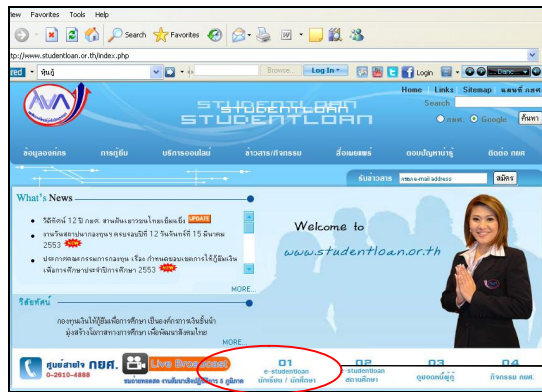 iew Favorites Tools Help
Search Favorites
tp://www.studentloan.or.th/index.php
Browse... Log In Login
Home Links Sitemap แผนที่ กยศ.
STUDENTLOAN
STUDENTLOAN
Search
กยศ. Google ค้นหา
ข้อมูลองค์กร การกู้ยืม บริการออนไลน์ ข่าวสาร/กิจกรรม สื่อเผยแพร่ ตอบปัญหาน่ารู้ ติดต่อ กยศ
รับข่าวสาร กรอก e-mail address สมัคร
What's News
วีดิทัศน์ 12 ปี กยศ. สานฝันเยาวชนไทยเข้มแข็ง UPDATE
งานวันสถาปนากองทุนฯ ครบรอบปีที่ 12 วันจันทร์ที่ 15 มีนาคม
2553
ประกาศคณะกรรมการกองทุน เรื่อง กำหนดขอบเขตการให้กู้ยืมเงิน
เพื่อการศึกษาประจำปีการศึกษา 2553
MORE...
Welcome to
www.studentloan.or.th
วิสัยทัศน์
กองทุนเงินให้กู้ยืมเพื่อการศึกษา เป็นองค์กรการเงินชั้นนำ
มุ่งสร้างโอกาสทางการศึกษา เพื่อพัฒนาสังคมไทย
MORE...
ศูนย์สายใจ กยศ.
0-2610-4888
Live Broadcast
01
e-studentloan
นักเรียน / นักศึกษา
02
e-studentloan
สถานศึกษา
03
04
กิจกรรม กยศ.